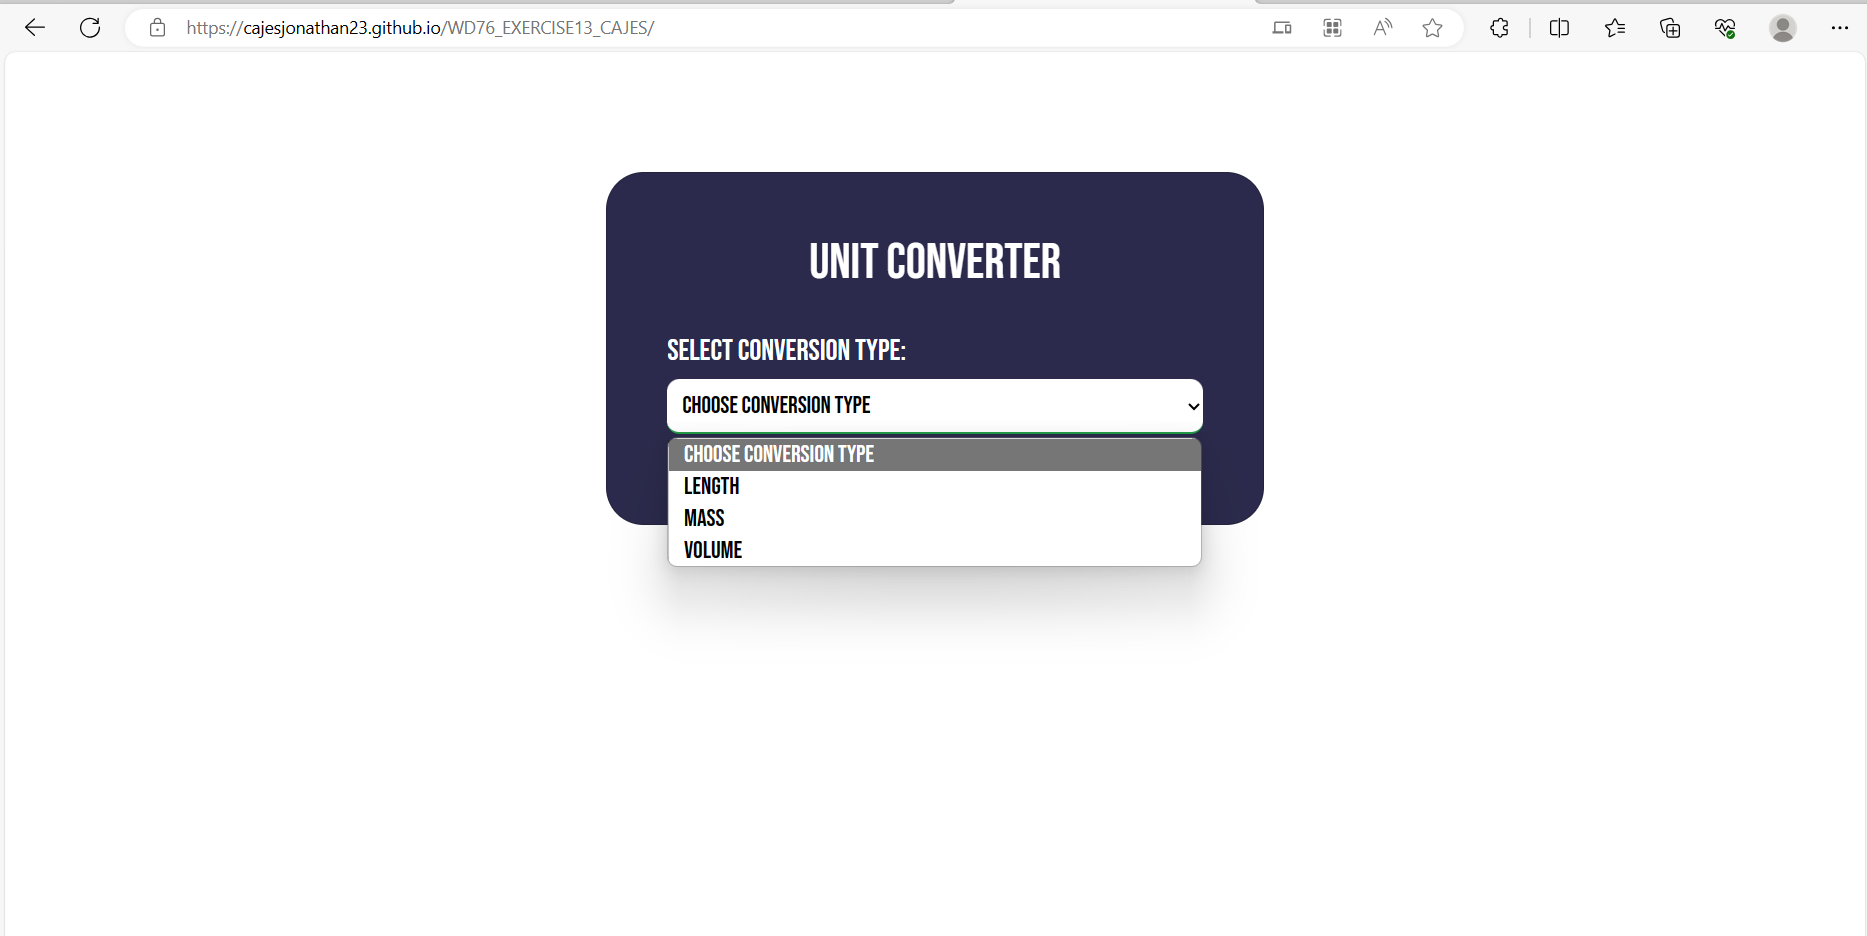 https://cajesjonathan23.github.io/WD76_EXERCISE13_CAJES/
UNIT CONVERTER
SELECT CONVERSION TYPE:
CHOOSE CONVERSION TYPE
CHOOSE CONVERSION TYPE
LENGTH
MASS
VOLUME